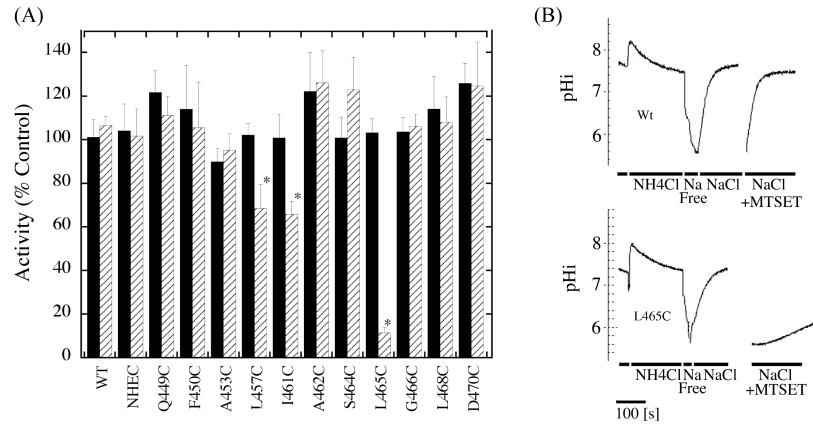 (A)
Activity (% Control)
140
120
100
80
60
40
20
0
*
*
*
WT
NHEC
Q449C
F450C
A453C
L457C
I461C
A462C
S464C
L465C
G466C
L468C
D470C
(B)
pHi
8
7
6
Wt
NH4Cl Na NaCl NaCl
Free +MTSET
pHi
8
7
6
L465C
NH4Cl Na NaCl NaCl
Free +MTSET
100 [s]